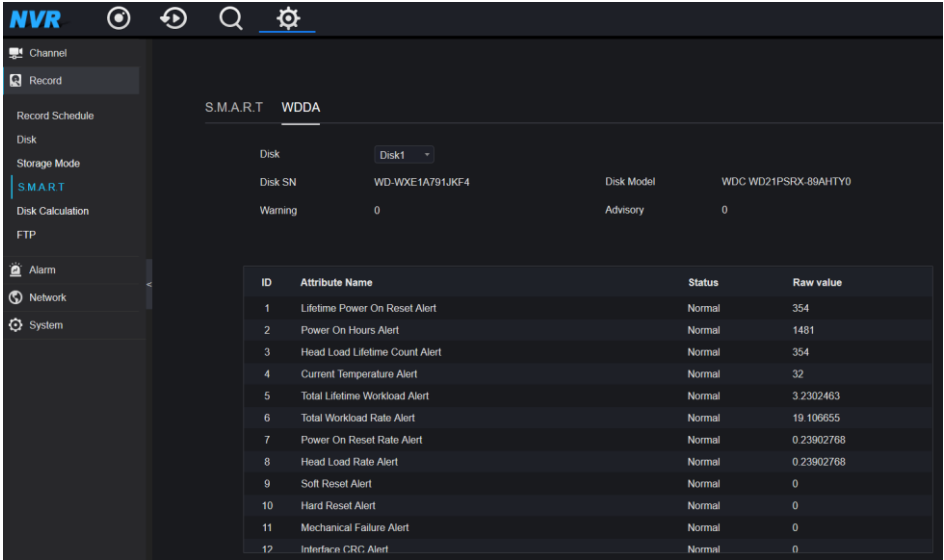 NVR
Channel
Record
Record Schedule
Disk
Storage Mode
S.M.A.R.T
Disk Calculation
FTP
Alarm
Network
System
<
S.M.A.R.T WDDA
Disk Disk1
Disk SN WD-WXE1A791JKF4 Disk Model WDC WD21PSRX-89AHTY0
Warning 0 Advisory 0
ID Attribute Name Status Raw value
1 Lifetime Power On Reset Alert Normal 354
2 Power On Hours Alert Normal 1481
3 Head Load Lifetime Count Alert Normal 354
4 Current Temperature Alert Normal 32
5 Total Lifetime Workload Alert Normal 3.2302463
6 Total Workload Rate Alert Normal 19.106655
7 Power On Reset Rate Alert Normal 0.23902768
8 Head Load Rate Alert Normal 0.23902768
9 Soft Reset Alert Normal 0
10 Hard Reset Alert Normal 0
11 Mechanical Failure Alert Normal 0
12 Interface CRC Alert Normal 0